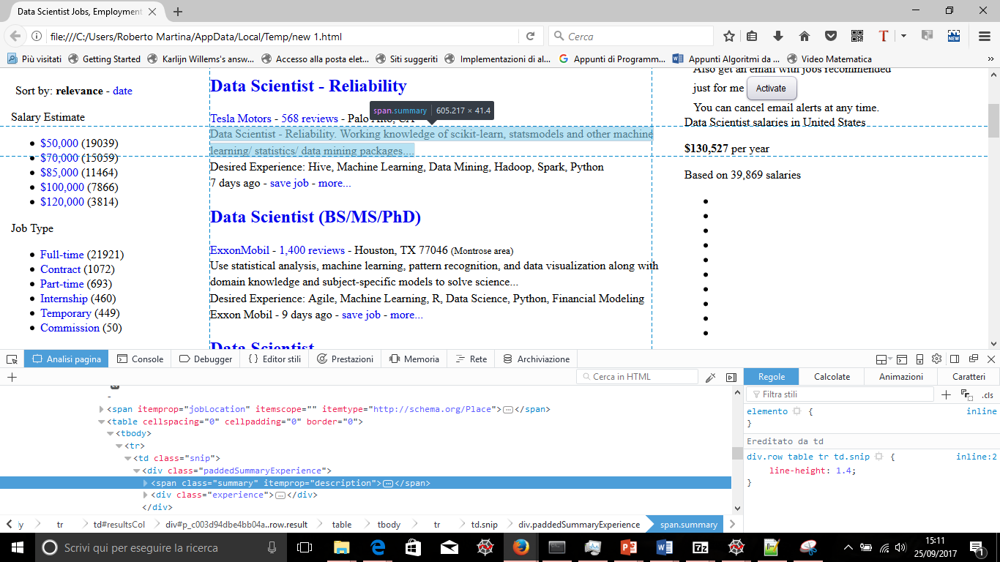 Data Scientist Jobs, Employment
file:///C:/Users/Roberto Martina/AppData/Local/Temp/new 1.html
Cerca
Più visitati
Getting Started
Karlijn Willems's answ...
Accesso alla posta elet...
Siti suggeriti
Implementazioni di al...
Appunti di Programm...
Appunti Algoritmi da ...
Video Matematica
Sort by: relevance - date
Salary Estimate
$50,000 (19039)
$70,000 (15059)
$85,000 (11464)
$100,000 (7866)
$120,000 (3814)
Job Type
Full-time (21921)
Contract (1072)
Part-time (693)
Internship (460)
Temporary (449)
Commission (50)
Data Scientist - Reliability
span.summary | 605.217 × 41.4
Tesla Motors - 568 reviews - Palo Alto, CA
Data Scientist - Reliability. Working knowledge of scikit-learn, statsmodels and other machine
learning/ statistics/ data mining packages....
Desired Experience: Hive, Machine Learning, Data Mining, Hadoop, Spark, Python
7 days ago - save job - more...
Data Scientist (BS/MS/PhD)
ExxonMobil - 1,400 reviews - Houston, TX 77046 (Montrose area)
Use statistical analysis, machine learning, pattern recognition, and data visualization along with
domain knowledge and subject-specific models to solve science...
Desired Experience: Agile, Machine Learning, R, Data Science, Python, Financial Modeling
Exxon Mobil - 9 days ago - save job - more...
Data Scientist
Also get an email with jobs recommended
just for me Activate
You can cancel email alerts at any time.
Data Scientist salaries in United States
$130,527 per year
Based on 39,869 salaries
Analisi pagina
Console
Debugger
Editor stili
Prestazioni
Memoria
Rete
Archiviazione
Cerca in HTML
-
<span itemprop="jobLocation" itemscope="" itemtype="http://schema.org/Place">…</span>
<table cellspacing="0" cellpadding="0" border="0">
<tbody>
<tr>
<td class="snip">
<div class="paddedSummaryExperience">
<span class="summary" itemprop="description">…</span>
<div class="experience">…</div>
</div>
Regole
Calcolate
Animazioni
Caratteri
Filtra stili
.cls
elemento {
inline
}
Ereditato da td
div.row table tr td.snip {
inline:2
line-height: 1.4;
}
tr
td#resultsCol
div#p_c003d94dbe4bb04a...row.result
table
tbody
tr
td.snip
div.paddedSummaryExperience
span.summary
Scrivi qui per eseguire la ricerca
15:11
25/09/2017
1